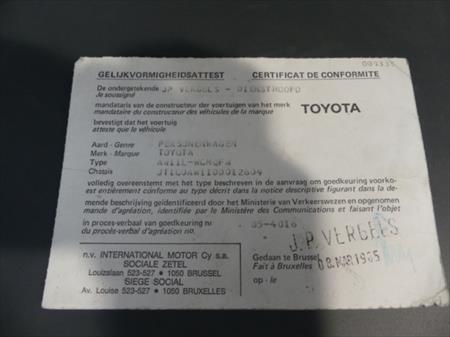 GELIJKVORMIGHEIDSATTEST CERTIFICAT DE CONFORMITE
De ondergetekende J.P VERGELS - DIENSTHOOFD
Je soussigné
mandataris van de constructeur der voertuigen van het merk TOYOTA
mandataire du constructeur des véhicules de la marque
bevestigt dat het voertuig
atteste que le véhicule
Aard - Genre PERSONENWAGEN
Merk - Marque TOYOTA
Type
Chassis
volledig overeenstemt met het type beschreven in de aanvraag om goedkeuring voorko-
est entièrement conforme au type décrit dans la notice descriptive figurant dans la de-
mende beschrijving geïdentificeerd door het Ministerie van Verkeerswezen en opgenomen
mande d'agréation, identifiée par le Ministère des Communications et faisant l'objet
in proces-verbaal van goedkeuring nr
du procès-verbal d'agréation no.
J.P. VERGELS
n.v. INTERNATIONAL MOTOR Cy s.a.
SOCIALE ZETEL
Louizalaan 523-527 • 1050 BRUSSEL
SIEGE SOCIAL
Av. Louise 523-527 • 1050 BRUXELLES
Gedaan te Brussel
Fait à Bruxelles
op - le